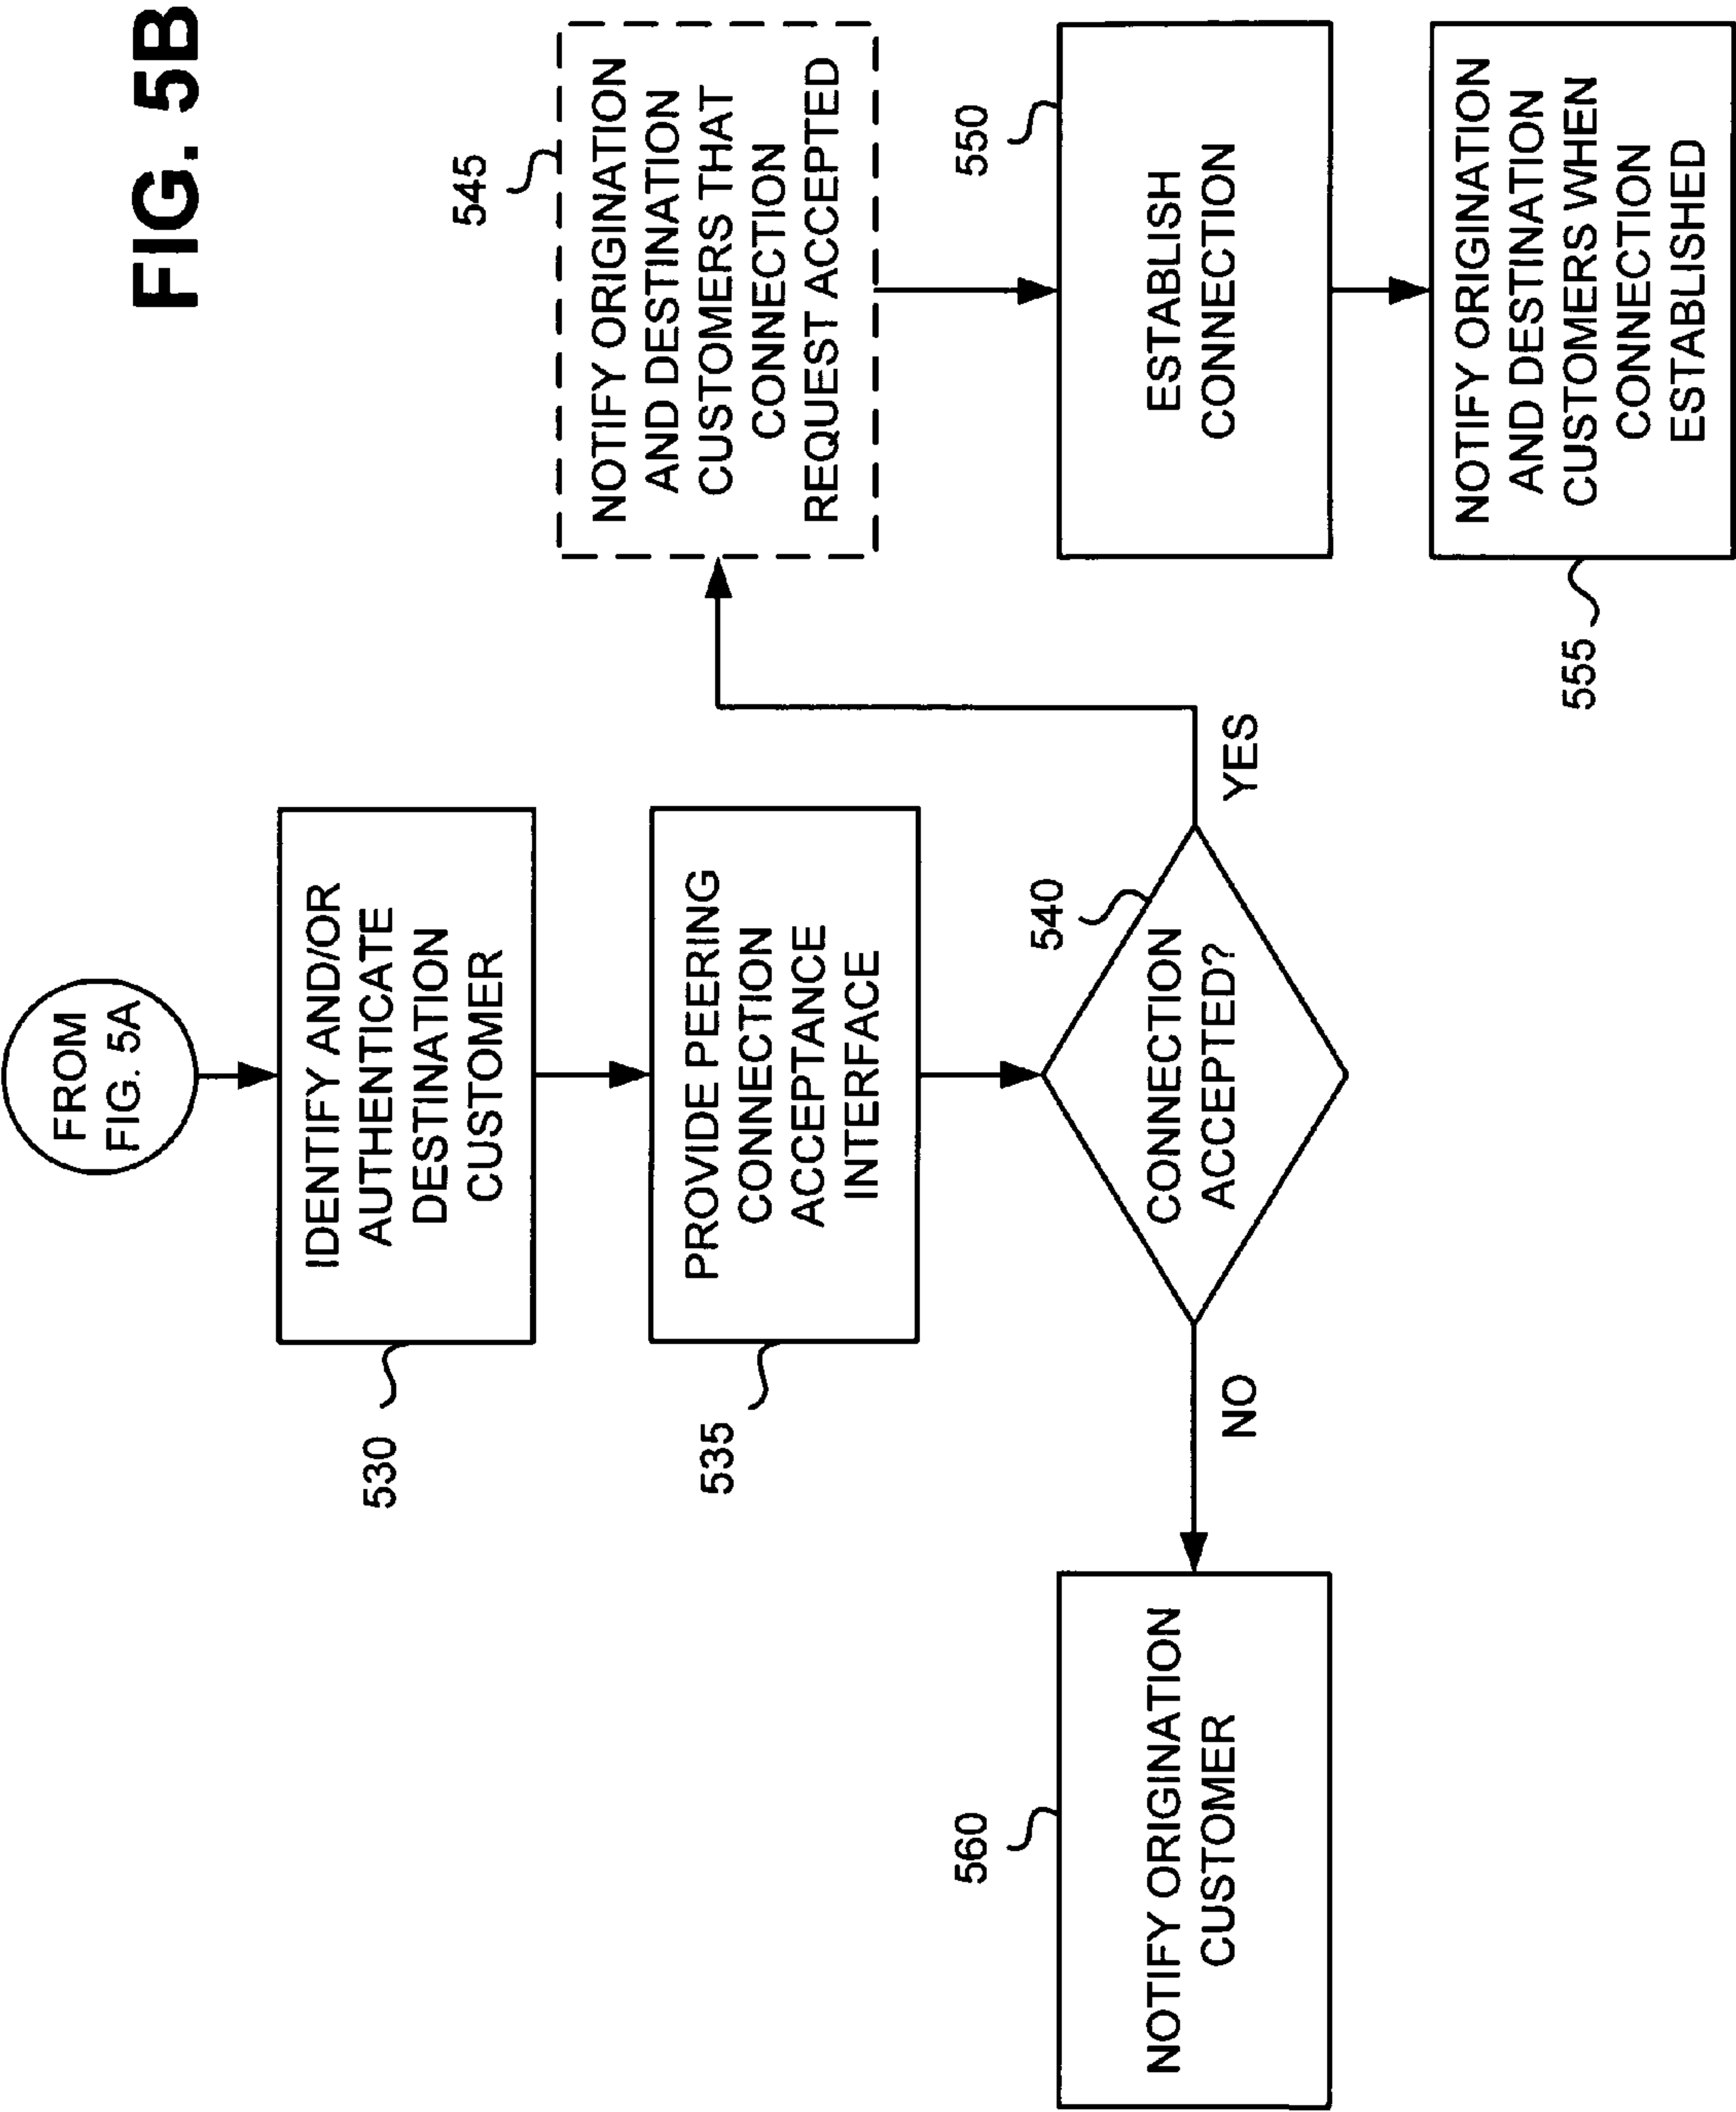 FIG. 5B
FROM
FIG. 5A
530
IDENTIFY AND/OR
AUTHENTICATE
DESTINATION
CUSTOMER
535
PROVIDE PEERING
CONNECTION
ACCEPTANCE
INTERFACE
540
CONNECTION
ACCEPTED?
NO
YES
560
NOTIFY ORIGINATION
CUSTOMER
545
NOTIFY ORIGINATION
AND DESTINATION
CUSTOMERS THAT
CONNECTION
REQUEST ACCEPTED
550
ESTABLISH
CONNECTION
555
NOTIFY ORIGINATION
AND DESTINATION
CUSTOMERS WHEN
CONNECTION
ESTABLISHED